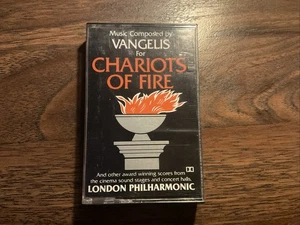 Music Composed by
VANGELIS
for
CHARIOTS
OF FIRE
And other award winning scores from
the cinema sound stages and concert halls.
LONDON PHILHARMONIC